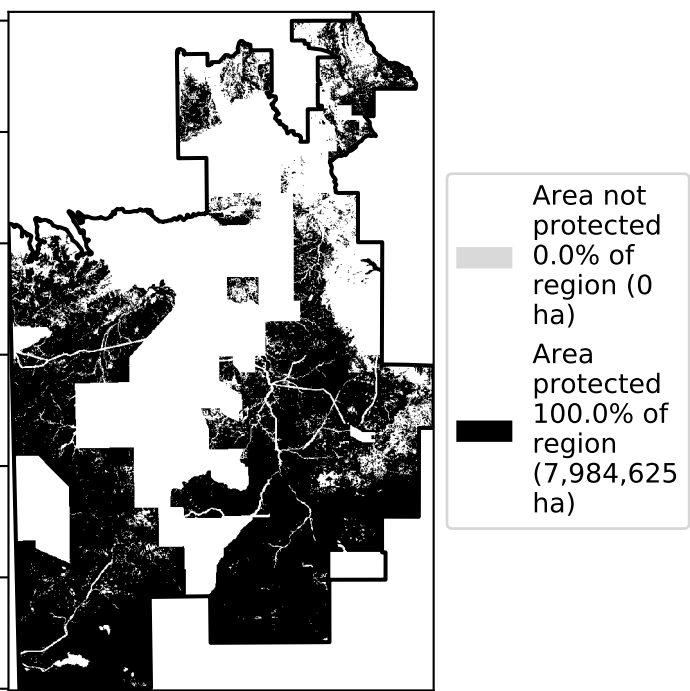 Area not
protected
0.0% of
region (0
ha)
Area
protected
100.0% of
region
(7,984,625
ha)